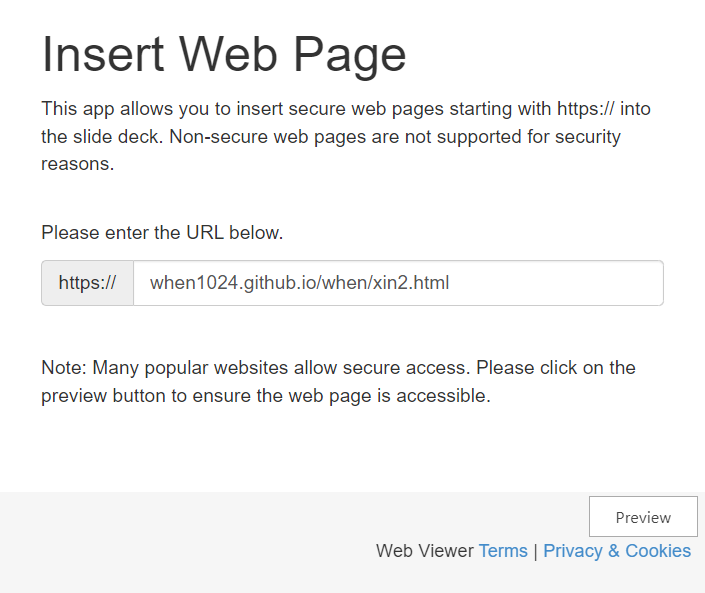 Insert Web Page
This app allows you to insert secure web pages starting with https:// into
the slide deck. Non-secure web pages are not supported for security
reasons.
Please enter the URL below.
https:// when1024.github.io/when/xin2.html
Note: Many popular websites allow secure access. Please click on the
preview button to ensure the web page is accessible.
Preview
Web Viewer Terms | Privacy & Cookies